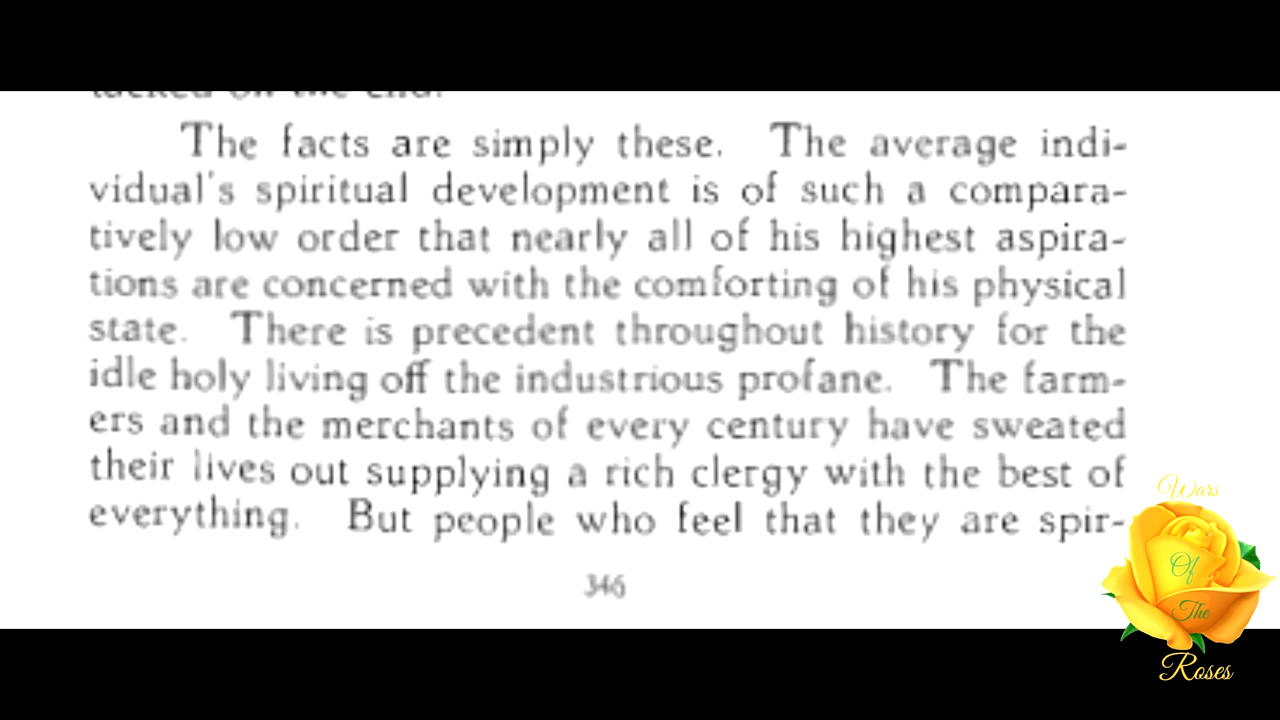 tacked on the end.
The facts are simply these. The average indi-
vidual's spiritual development is of such a compara-
tively low order that nearly all of his highest aspira-
tions are concerned with the comforting of his physical
state. There is precedent throughout history for the
idle holy living off the industrious profane. The farm-
ers and the merchants of every century have sweated
their lives out supplying a rich clergy with the best of
everything. But people who feel that they are spir-
346
Wars
Of
The
Roses